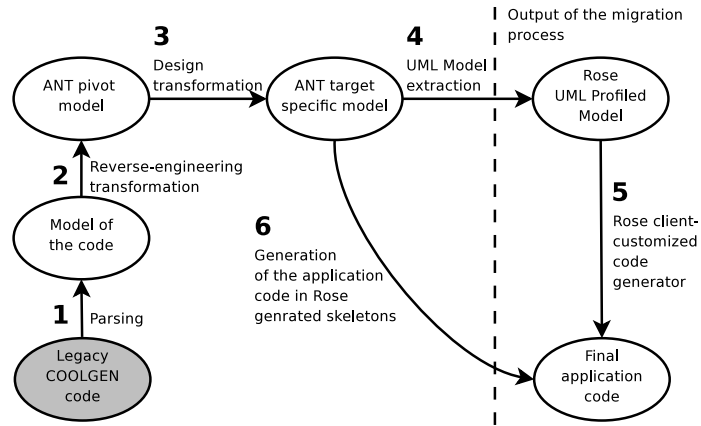 Output of the migration
process
3
Design
transformation
4
UML Model
extraction
ANT pivot
model
ANT target
specific model
Rose
UML Profiled
Model
2
Reverse-engineering
transformation
5
Rose client-
customized
code
generator
Model of
the code
6
Generation
of the application
code in Rose
genrated skeletons
1
Parsing
Legacy
COOLGEN
code
Final
application
code